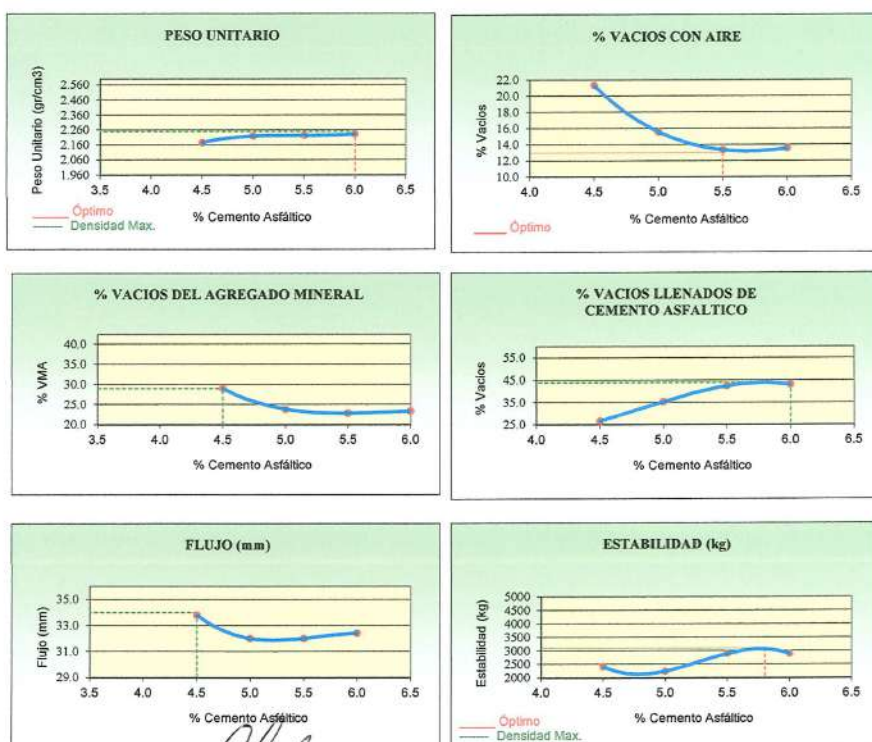 PESO UNITARIO
Peso Unitario (gr/cm3)
2.560
2.460
2.360
2.260
2.160
2.060
1.960
3.5 4.0 4.5 5.0 5.5 6.0 6.5
% Cemento Asfáltico
Óptimo
Densidad Max.
% VACIOS CON AIRE
% Vacios
22.0
20.0
18.0
16.0
14.0
12.0
10.0
4.0 4.5 5.0 5.5 6.0 6.5
% Cemento Asfáltico
Óptimo
% VACIOS DEL AGREGADO MINERAL
% VMA
40.0
35.0
30.0
25.0
20.0
3.5 4.0 4.5 5.0 5.5 6.0
% Cemento Asfáltico
% VACIOS LLENADOS DE
CEMENTO ASFALTICO
% Vacios
55.0
45.0
35.0
25.0
4.0 4.5 5.0 5.5 6.0 6.5
% Cemento Asfáltico
FLUJO (mm)
Flujo (mm)
35.0
33.0
31.0
29.0
3.5 4.0 4.5 5.0 5.5 6.0 6.5
% Cemento Asfáltico
ESTABILIDAD (kg)
Estabilidad (kg)
5000
4500
4000
3500
3000
2500
2000
4.0 4.5 5.0 5.5 6.0 6.5
% Cemento Asfáltico
Óptimo
Densidad Max.